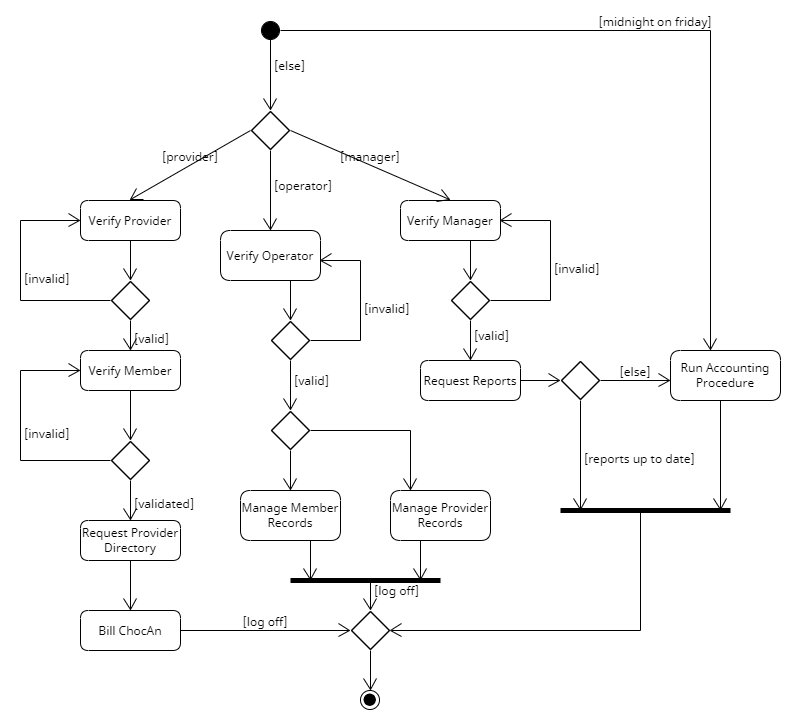 [midnight on friday]
[else]
[provider]
[manager]
[operator]
Verify Provider
Verify Manager
Verify Operator
[invalid]
[invalid]
[invalid]
[valid]
[valid]
Verify Member
Request Reports
[else]
Run Accounting
Procedure
[valid]
[invalid]
[reports up to date]
[validated]
Manage Member
Records
Manage Provider
Records
Request Provider
Directory
[log off]
Bill ChocAn
[log off]